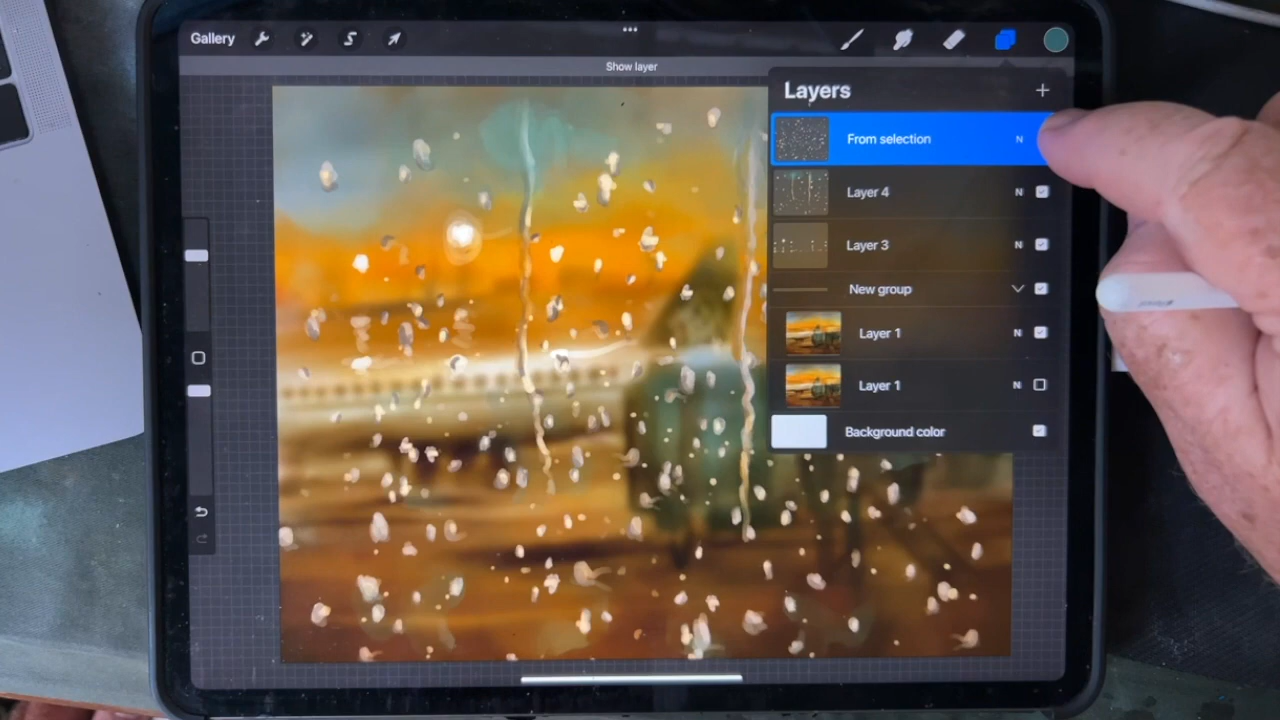 Gallery
Show layer
Layers
From selection N
Layer 4 N
Layer 3 N
New group
Layer 1 N
Layer 1 N
Background color